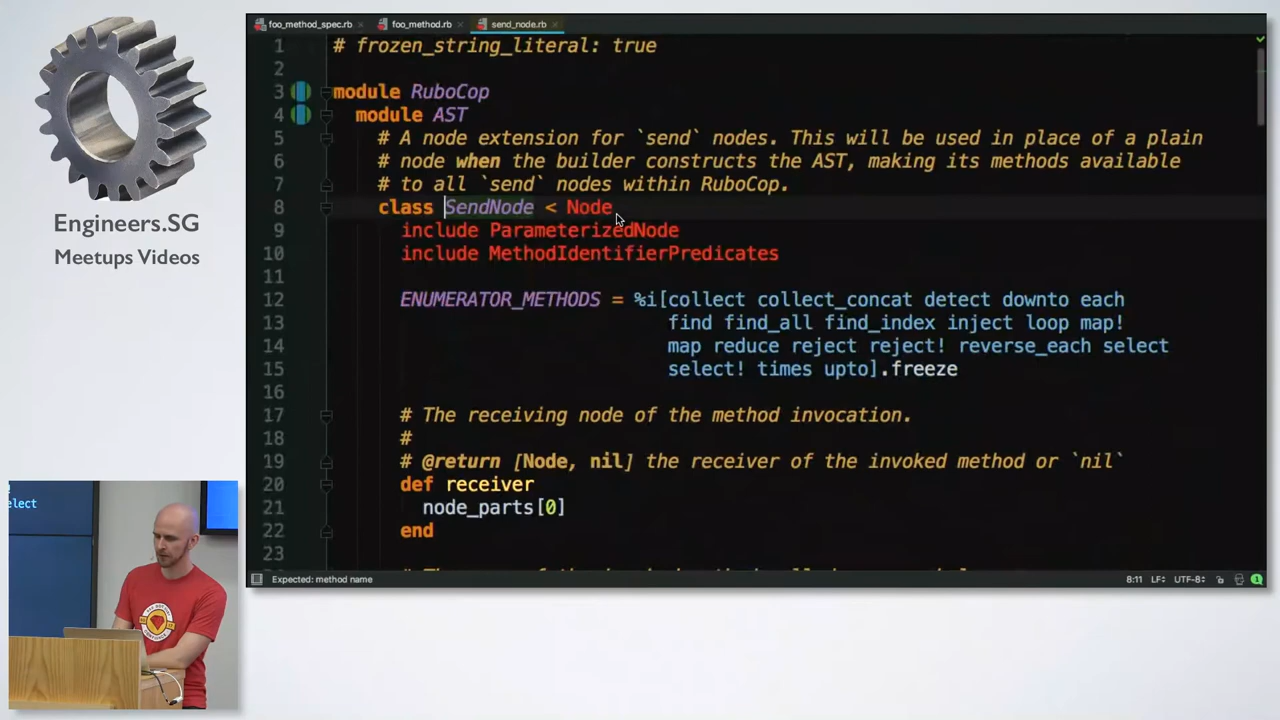 Engineers.SG
Meetups Videos
elect
foo_method_spec.rb
foo_method.rb
send_node.rb
1 # frozen_string_literal: true
2
3 module RuboCop
4 module AST
5 # A node extension for `send` nodes. This will be used in place of a plain
6 # node when the builder constructs the AST, making its methods available
7 # to all `send` nodes within RuboCop.
8 class SendNode < Node
9 include ParameterizedNode
10 include MethodIdentifierPredicates
11
12 ENUMERATOR_METHODS = %i[collect collect_concat detect downto each
13 find find_all find_index inject loop map!
14 map reduce reject reject! reverse_each select
15 select! times upto].freeze
16
17 # The receiving node of the method invocation.
18 #
19 # @return [Node, nil] the receiver of the invoked method or `nil`
20 def receiver
21 node_parts[0]
22 end
23
Expected: method name
8:11 LF÷ UTF-8÷